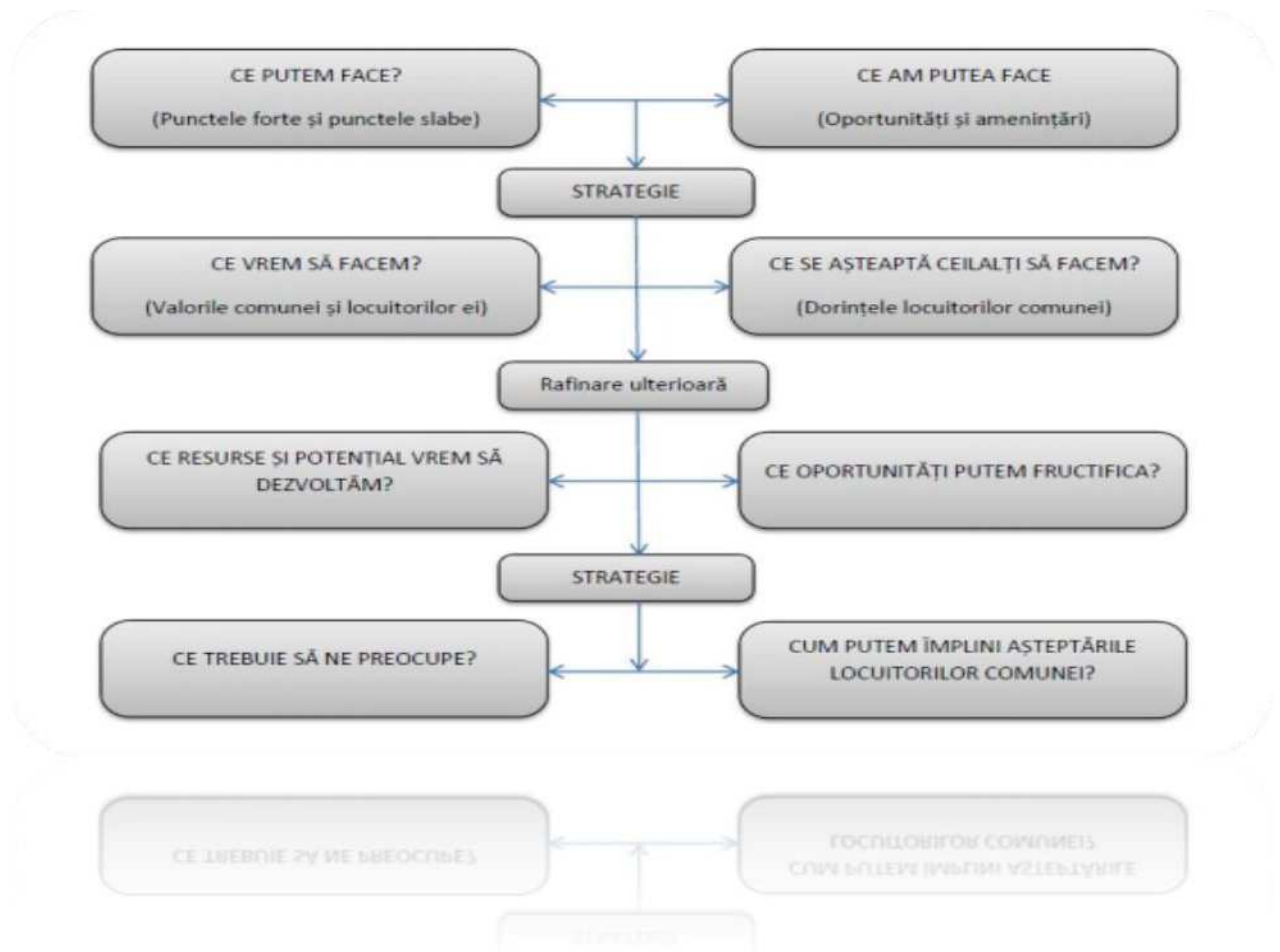 CE PUTEM FACE?
(Punctele forte și punctele slabe)
CE AM PUTEA FACE
(Oportunități și amenințări)
STRATEGIE
CE VREM SĂ FACEM?
(Valorile comunei și locuitorilor ei)
CE SE AȘTEAPTĂ CEILALȚI SĂ FACEM?
(Dorințele locuitorilor comunei)
Rafinare ulterioară
CE RESURSE ȘI POTENȚIAL VREM SĂ
DEZVOLTĂM?
CE OPORTUNITĂȚI PUTEM FRUCTIFICA?
STRATEGIE
CE TREBUIE SĂ NE PREOCUPE?
CUM PUTEM ÎMPLINI AȘTEPTĂRILE
LOCUITORILOR COMUNEI?